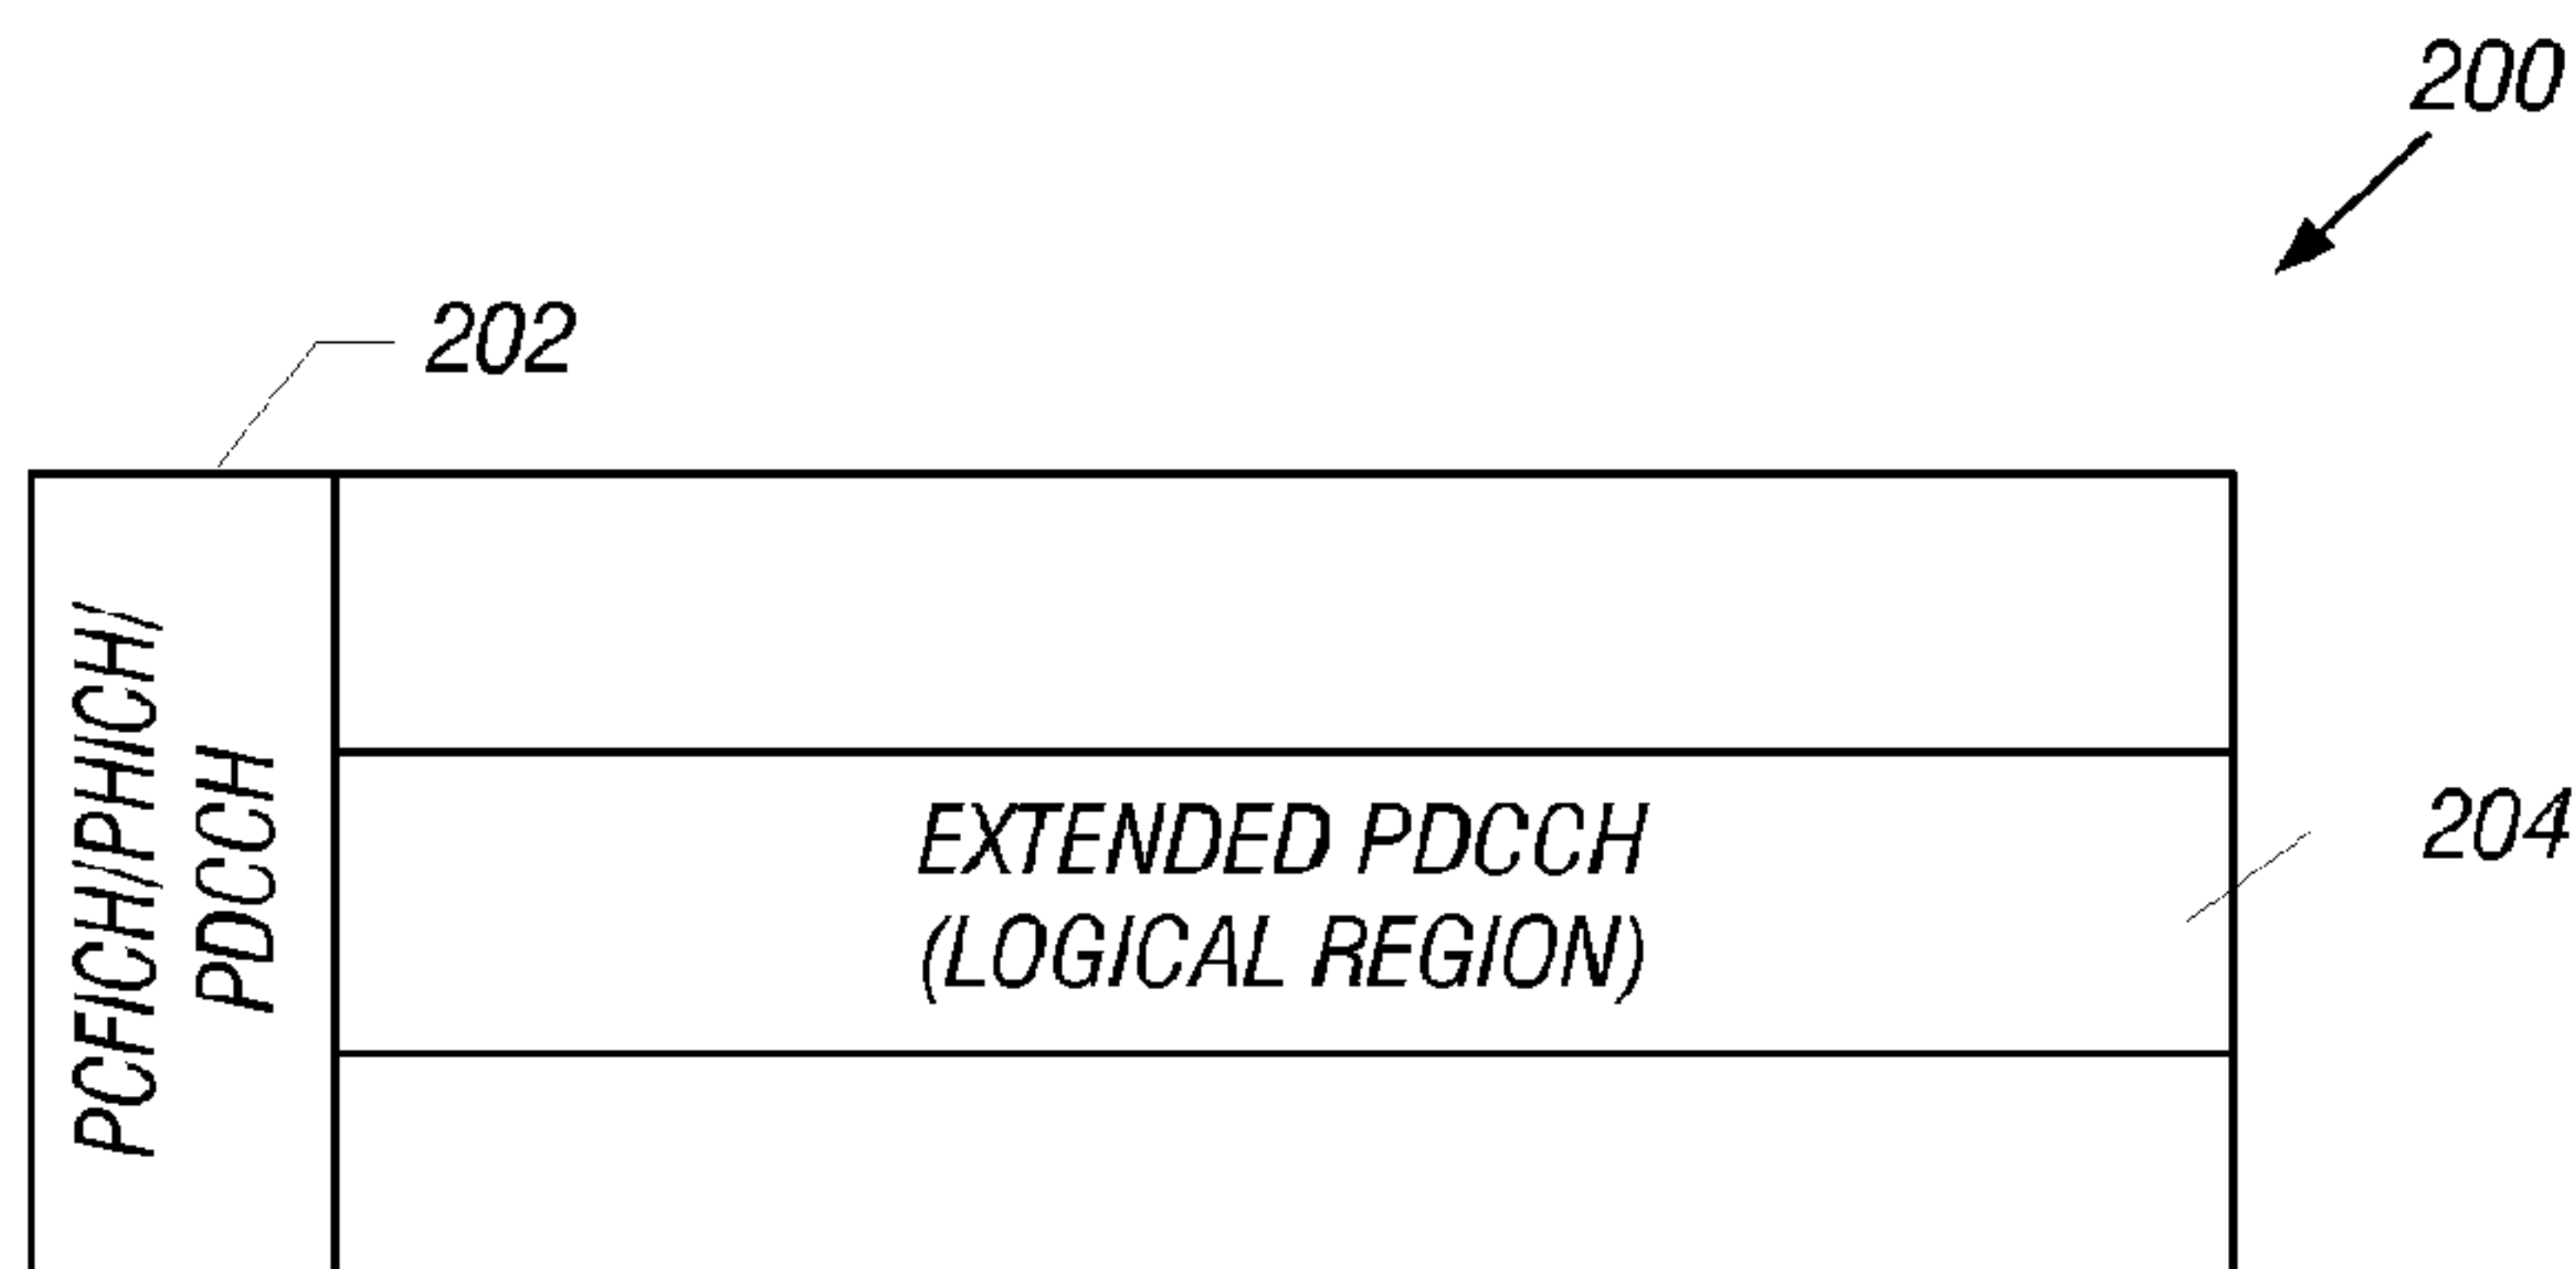 200
202
PCFICH/PHICH/
PDCCH
EXTENDED PDCCH
(LOGICAL REGION)
204